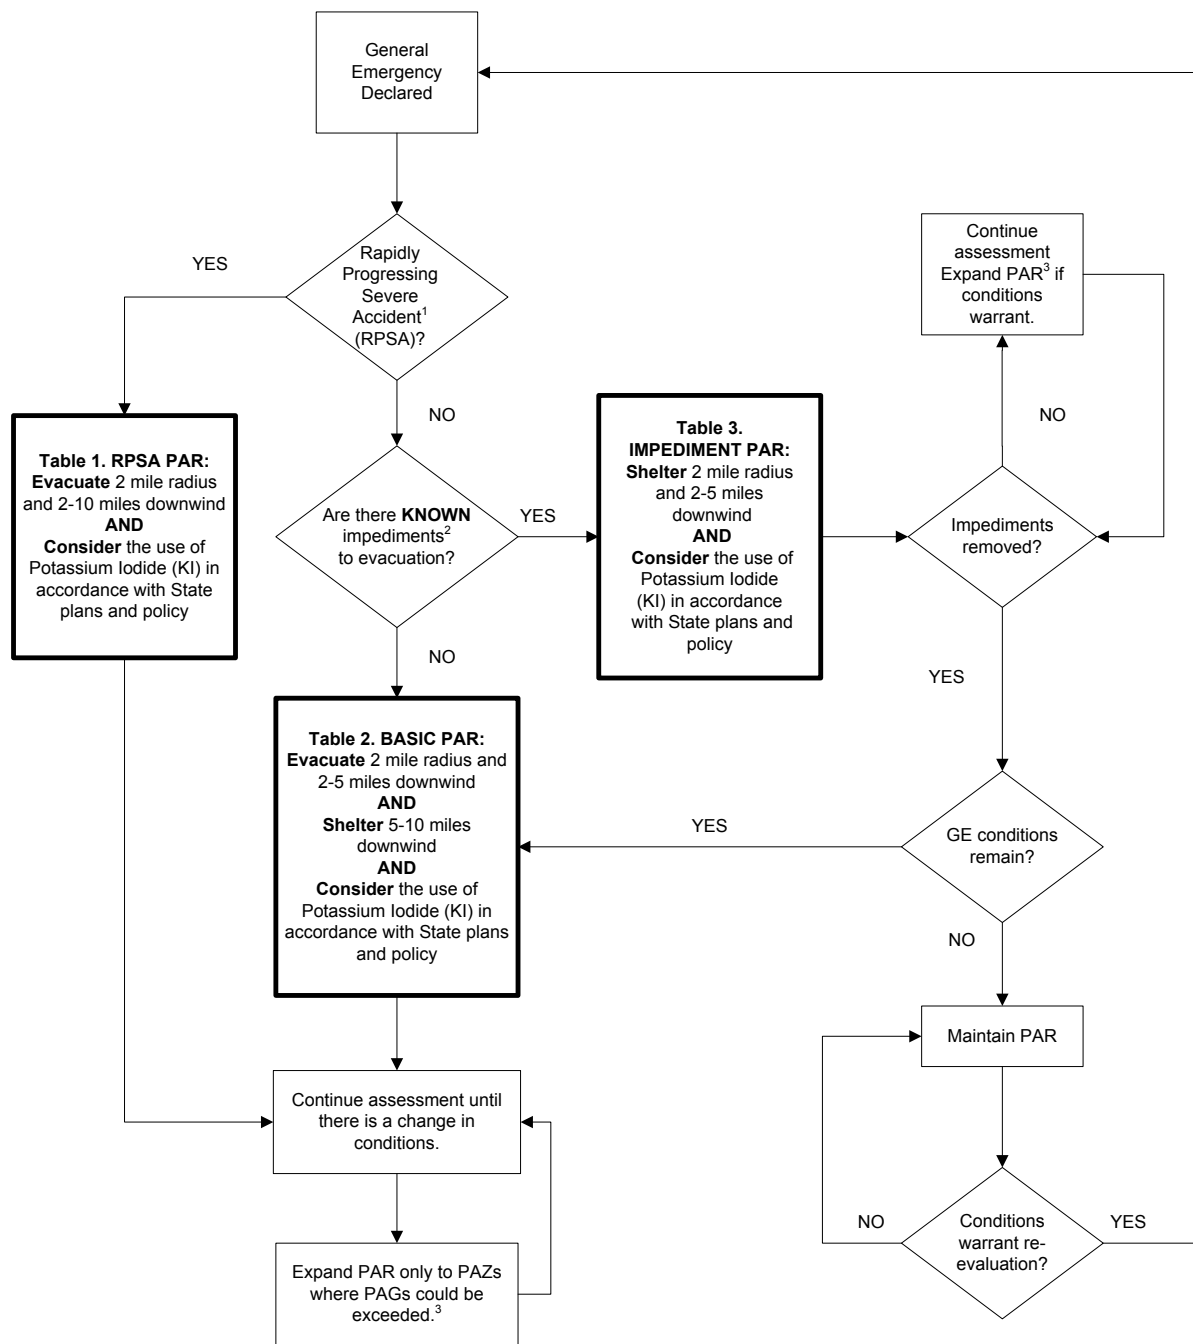 General
Emergency
Declared
YES
Rapidly
Progressing
Severe
Accident1
(RPSA)?
Continue
assessment
Expand PAR3 if
conditions
warrant.
NO
NO
Table 1. RPSA PAR:
Evacuate 2 mile radius
and 2-10 miles downwind
AND
Consider the use of
Potassium Iodide (KI) in
accordance with State
plans and policy
Are there KNOWN
impediments2
to evacuation?
YES
Table 3.
IMPEDIMENT PAR:
Shelter 2 mile radius
and 2-5 miles
downwind
AND
Consider the use of
Potassium Iodide
(KI) in accordance
with State plans and
policy
Impediments
removed?
NO
YES
Table 2. BASIC PAR:
Evacuate 2 mile radius and
2-5 miles downwind
AND
Shelter 5-10 miles
downwind
AND
Consider the use of
Potassium Iodide (KI) in
accordance with State plans
and policy
YES
GE conditions
remain?
NO
Maintain PAR
Continue assessment until
there is a change in
conditions.
NO
Conditions
warrant re-
evaluation?
YES
Expand PAR only to PAZs
where PAGs could be
exceeded.3